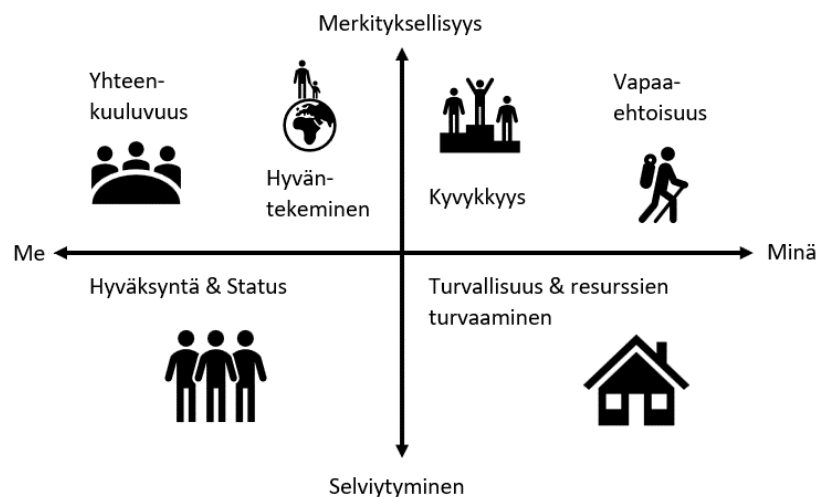 Merkityksellisyys
Yhteen-
kuuluvuus
Hyvän-
tekeminen
Kyvykkyys
Vapaa-
ehtoisuus
Me
Minä
Hyväksyntä & Status
Turvallisuus & resurssien
turvaaminen
Selviytyminen